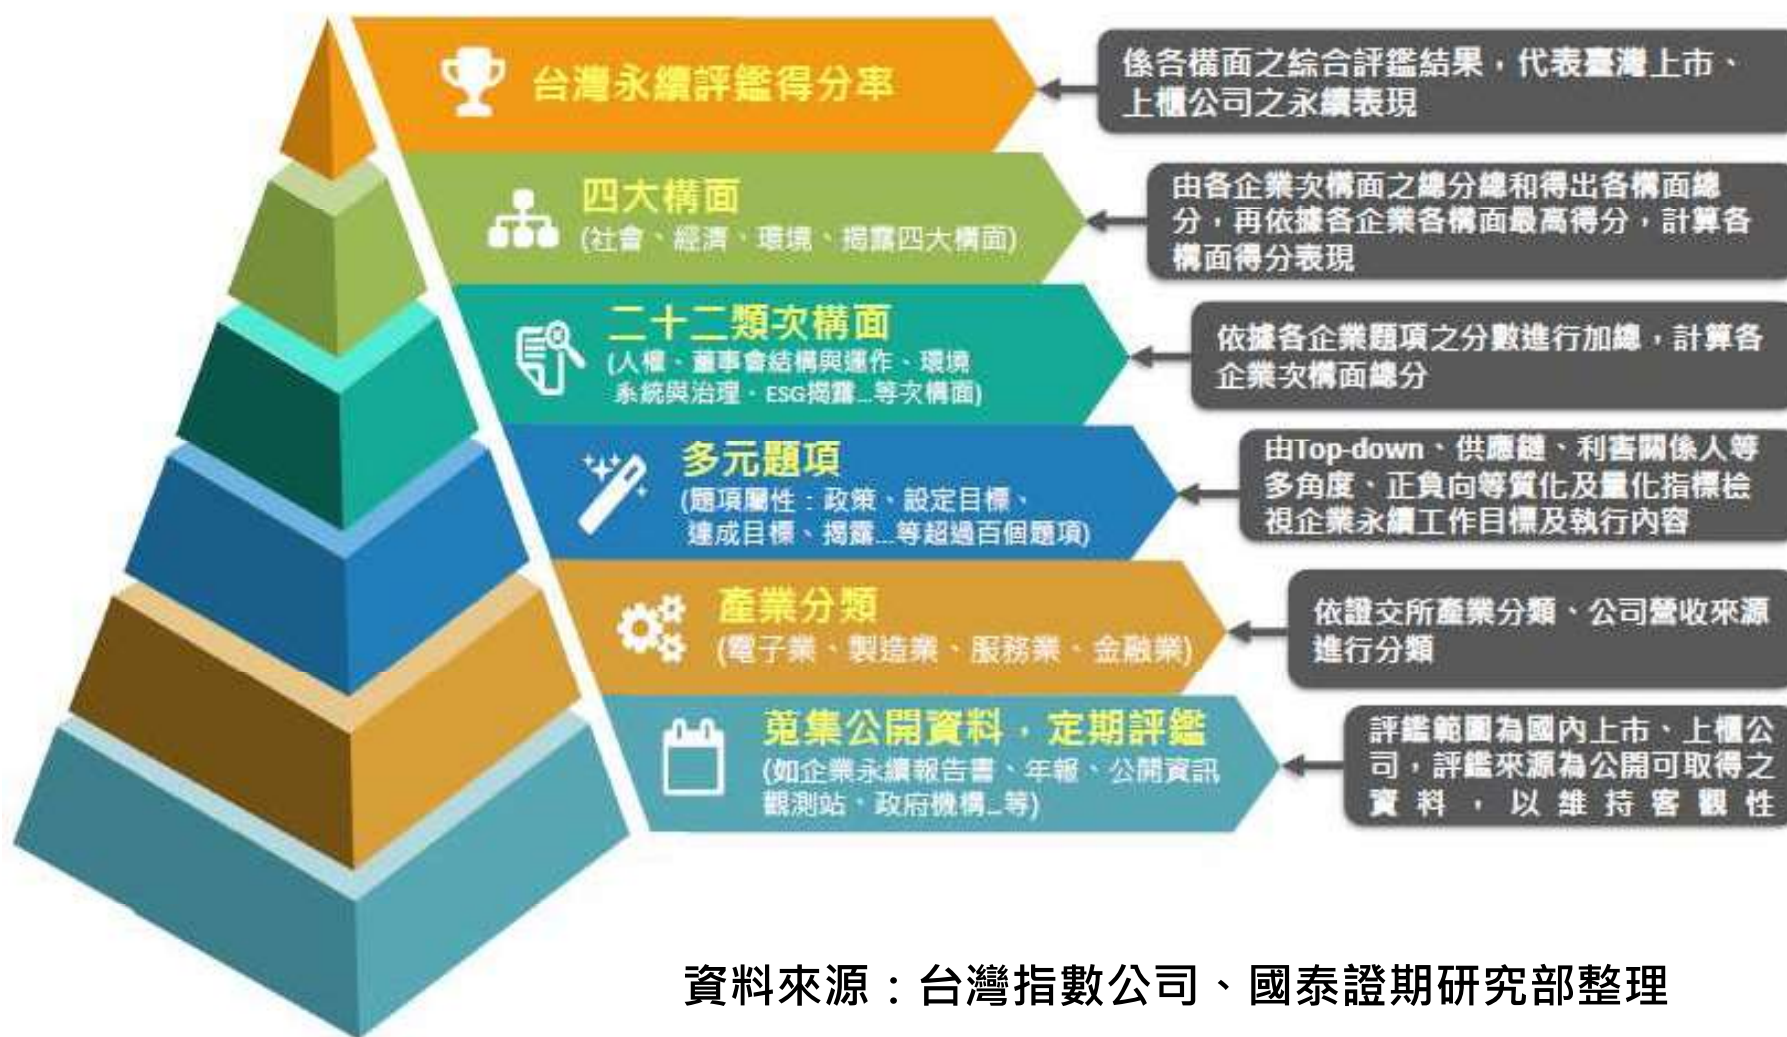 台灣永續評鑑得分率
係各構面之綜合評鑑結果，代表臺灣上市、
上櫃公司之永續表現
四大構面
(社會、經濟、環境、揭露四大構面)
由各企業次構面之總分總和得出各構面總
分，再依據各企業各構面最高得分，計算各
構面得分表現
二十二類次構面
(人權、董事會結構與運作、環境
系統與治理、ESG揭露…等次構面)
依據各企業題項之分數進行加總，計算各
企業次構面總分
多元題項
(題項屬性：政策、設定目標、
達成目標、揭露…等超過百個題項)
由Top-down、供應鏈、利害關係人等
多角度、正負向等質化及量化指標檢
視企業永續工作目標及執行內容
產業分類
(電子業、製造業、服務業、金融業)
依證交所產業分類、公司營收來源
進行分類
蒐集公開資料，定期評鑑
(如企業永續報告書、年報、公開資訊
觀測站、政府機構…等)
評鑑範圍為國內上市、上櫃公
司，評鑑來源為公開可取得之
資料，以維持客觀性
資料來源：台灣指數公司、國泰證期研究部整理